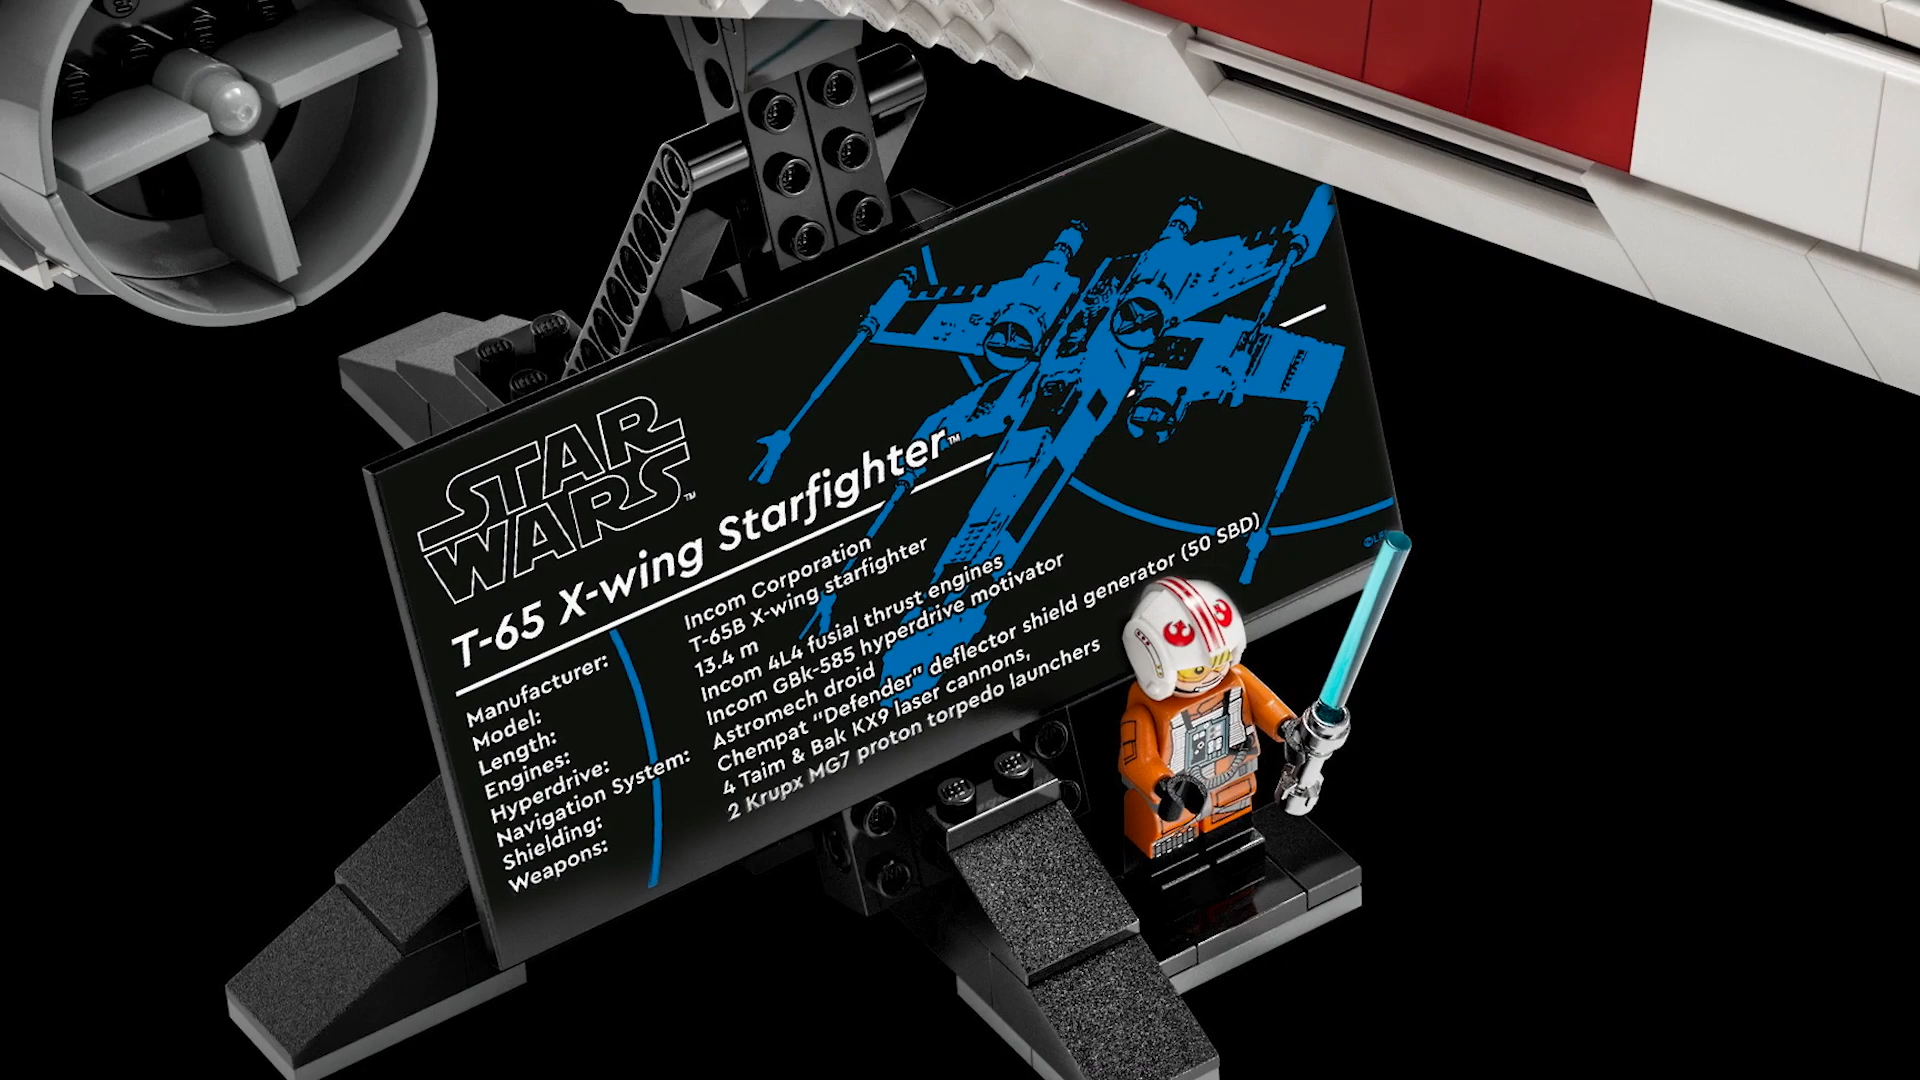 STAR
WARS™
T-65 X-wing Starfighter™
Manufacturer: Incom Corporation
Model: T-65B X-wing starfighter
Length: 13.4 m
Engines: Incom 4L4 fusial thrust engines
Hyperdrive: Incom GBk-585 hyperdrive motivator
Navigation System: Astromech droid
Shielding: Chempat "Defender" deflector shield generator (50 SBD)
Weapons: 4 Taim & Bak KX9 laser cannons,
2 Krupx MG7 proton torpedo launchers